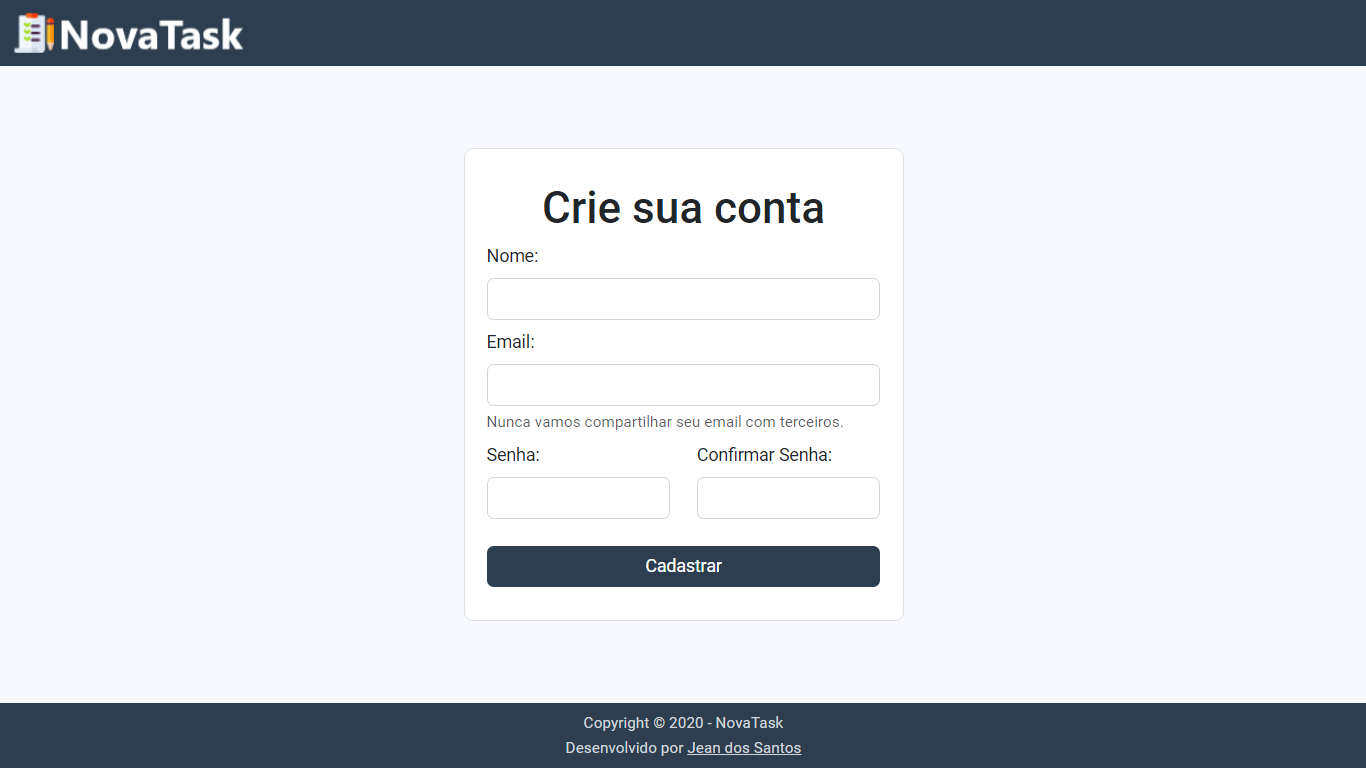 NovaTask
Crie sua conta
Nome:
Email:
Nunca vamos compartilhar seu email com terceiros.
Senha:
Confirmar Senha:
Cadastrar
Copyright © 2020 - NovaTask
Desenvolvido por Jean dos Santos